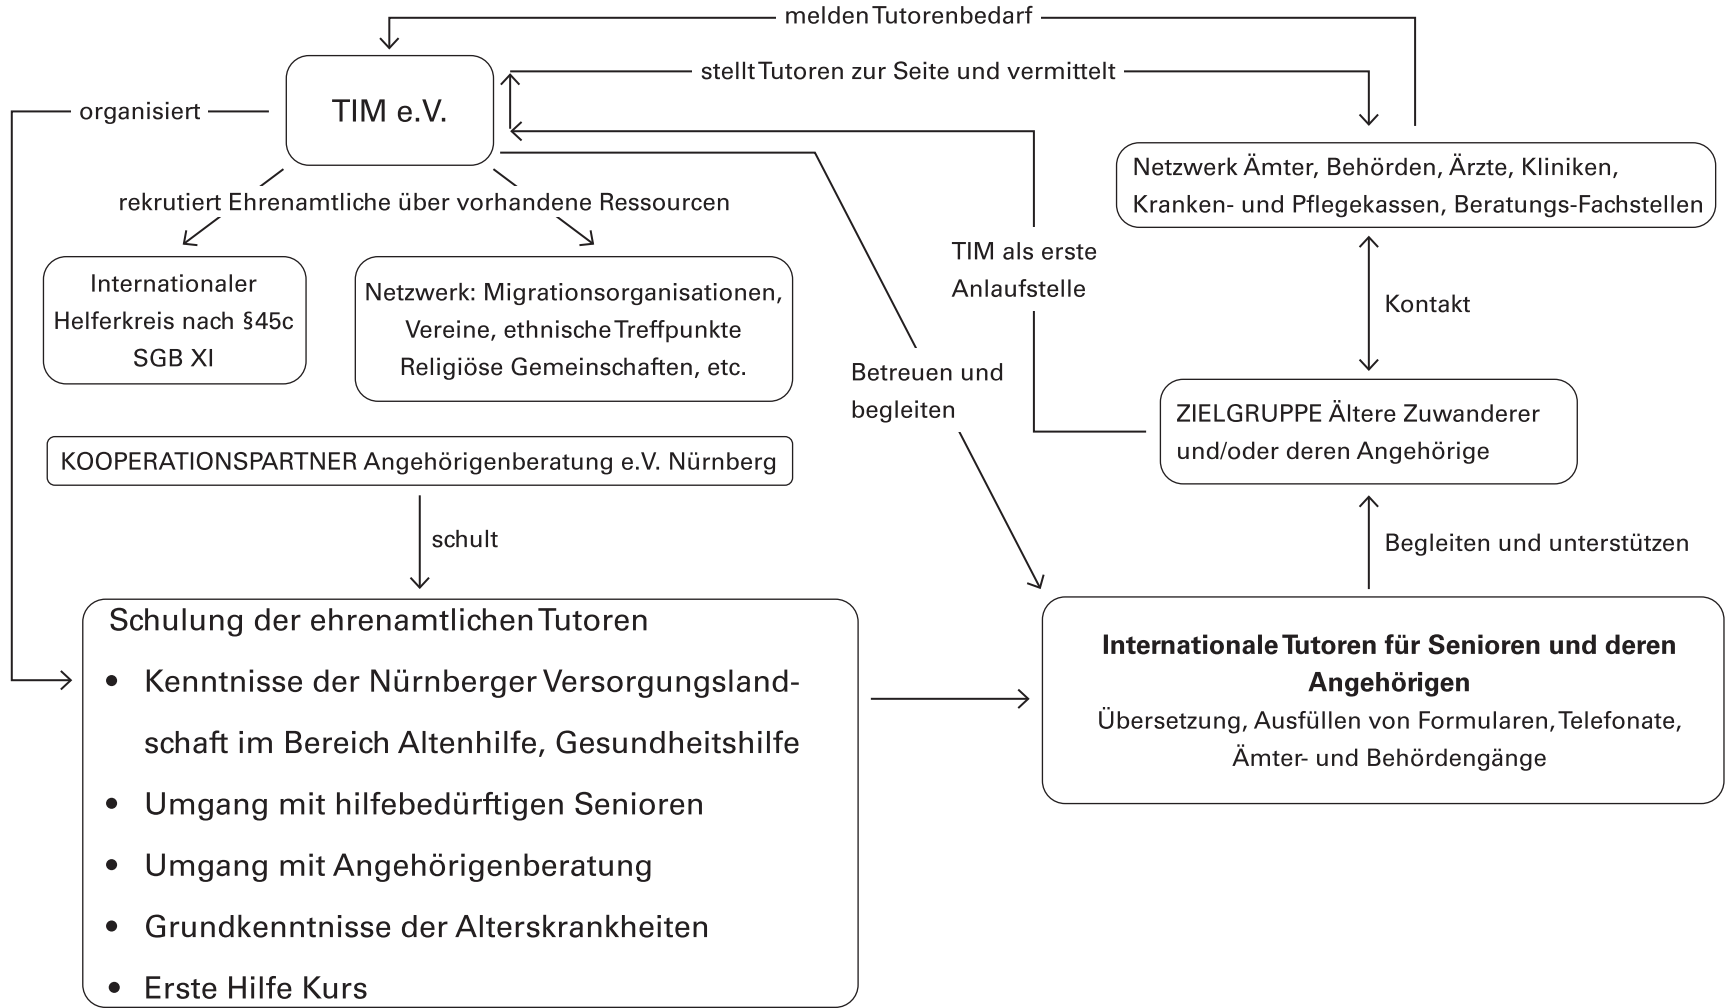 melden Tutorenbedarf
stellt Tutoren zur Seite und vermittelt
organisiert
TIM e.V.
rekrutiert Ehrenamtliche über vorhandene Ressourcen
Netzwerk Ämter, Behörden, Ärzte, Kliniken,
Kranken- und Pflegekassen, Beratungs-Fachstellen
Internationaler
Helferkreis nach §45c
SGB XI
Netzwerk: Migrationsorganisationen,
Vereine, ethnische Treffpunkte
Religiöse Gemeinschaften, etc.
TIM als erste
Anlaufstelle
Kontakt
Betreuen und
begleiten
ZIELGRUPPE Ältere Zuwanderer
und/oder deren Angehörige
KOOPERATIONSPARTNER Angehörigenberatung e.V. Nürnberg
schult
Begleiten und unterstützen
Schulung der ehrenamtlichen Tutoren
• Kenntnisse der Nürnberger Versorgungsland-
schaft im Bereich Altenhilfe, Gesundheitshilfe
• Umgang mit hilfebedürftigen Senioren
• Umgang mit Angehörigenberatung
• Grundkenntnisse der Alterskrankheiten
• Erste Hilfe Kurs
Internationale Tutoren für Senioren und deren
Angehörigen
Übersetzung, Ausfüllen von Formularen, Telefonate,
Ämter- und Behördengänge